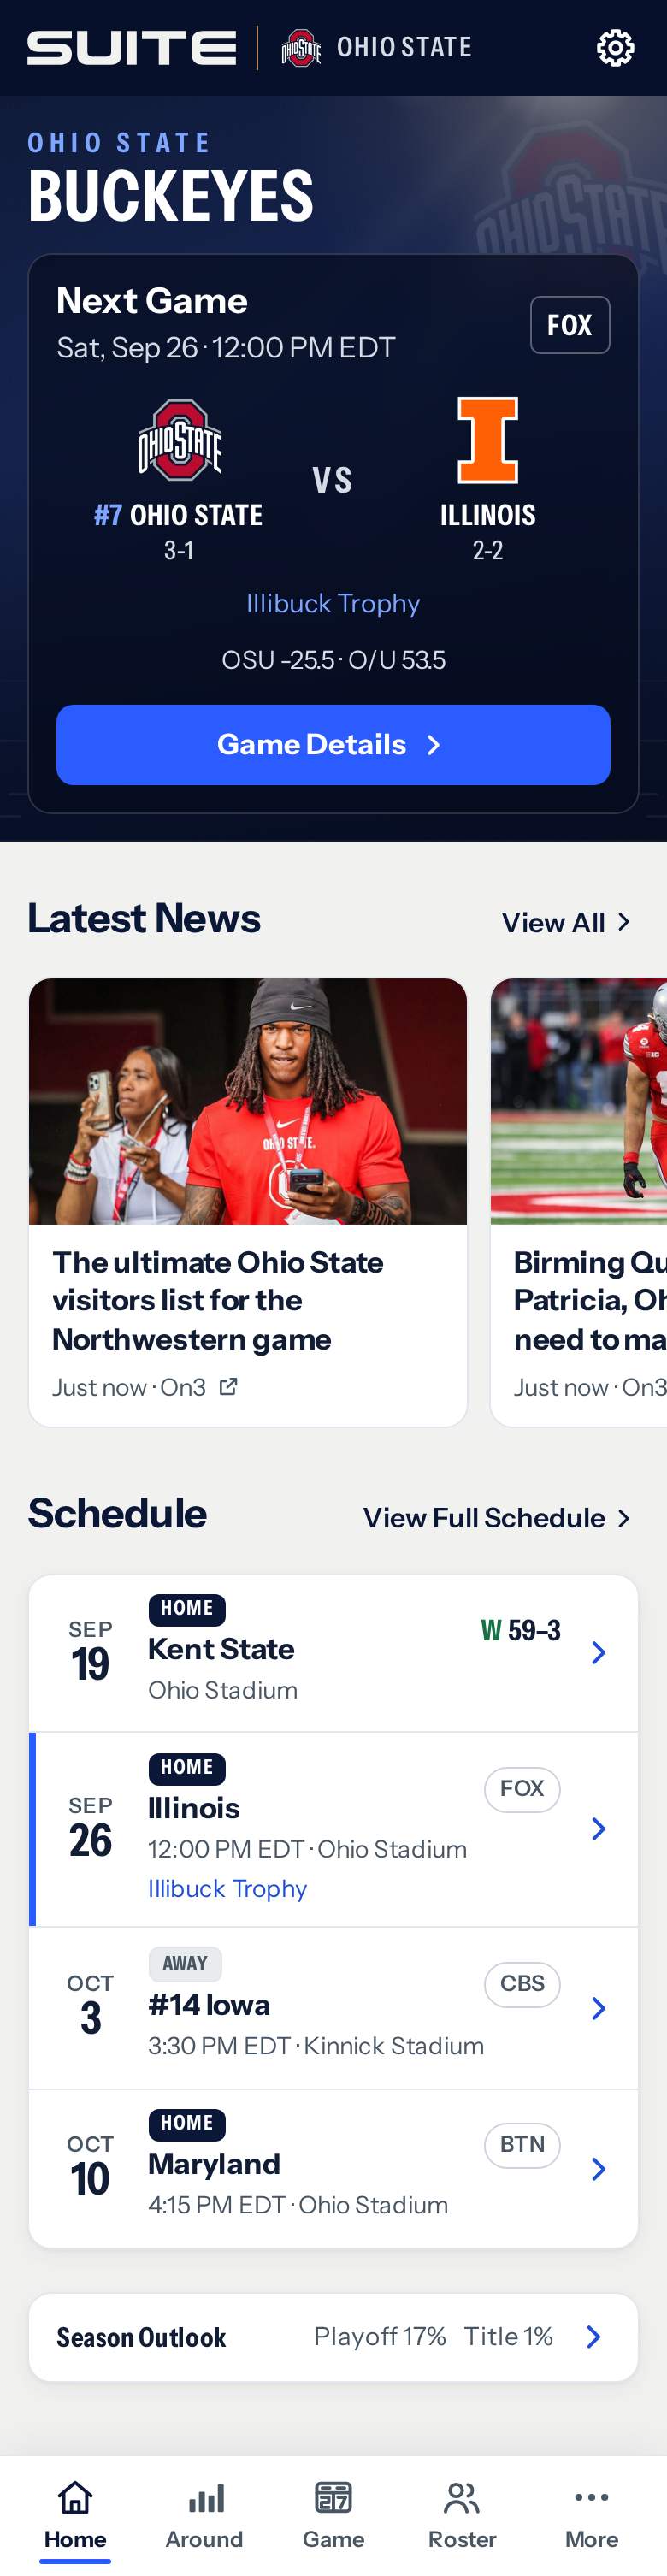 SUITE
OHIO STATE
OHIO STATE
BUCKEYES
OHIO STATE
Next Game
Sat, Sep 26 · 12:00 PM EDT
FOX
OHIO STATE
VS
#7 OHIO STATE
ILLINOIS
3-1
2-2
Illibuck Trophy
OSU -25.5 · O/U 53.5
Game Details
Latest News
View All
The ultimate Ohio State
visitors list for the
Northwestern game
Just now · On3
Birming Qu
Patricia, Oh
need to ma
Just now · On3
Schedule
View Full Schedule
SEP
19
HOME
Kent State
Ohio Stadium
W 59–3
SEP
26
HOME
Illinois
12:00 PM EDT · Ohio Stadium
Illibuck Trophy
FOX
OCT
3
AWAY
#14 Iowa
3:30 PM EDT · Kinnick Stadium
CBS
OCT
10
HOME
Maryland
4:15 PM EDT · Ohio Stadium
BTN
Season Outlook
Playoff 17% Title 1%
Home
Around
Game
Roster
More